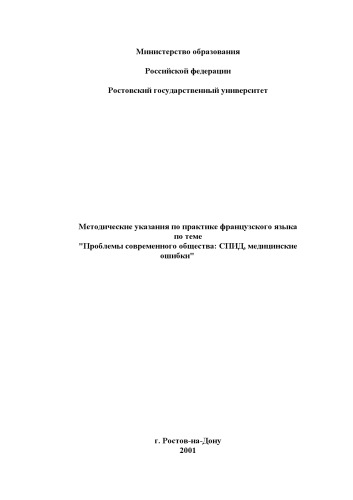 Министерство образования
Российской федерации
Ростовский государственный университет
Методические указания по практике французского языка
по теме
"Проблемы современного общества: СПИД, медицинские
ошибки"
г. Ростов-на-Дону
2001